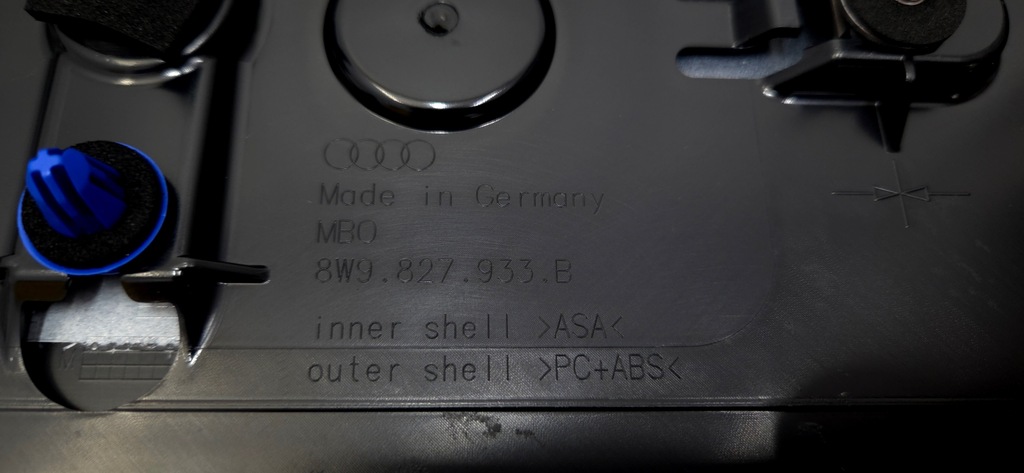 Made in Germany
MBO
8W9.827.933.B
inner shell >ASA<
outer shell >PC+ABS<